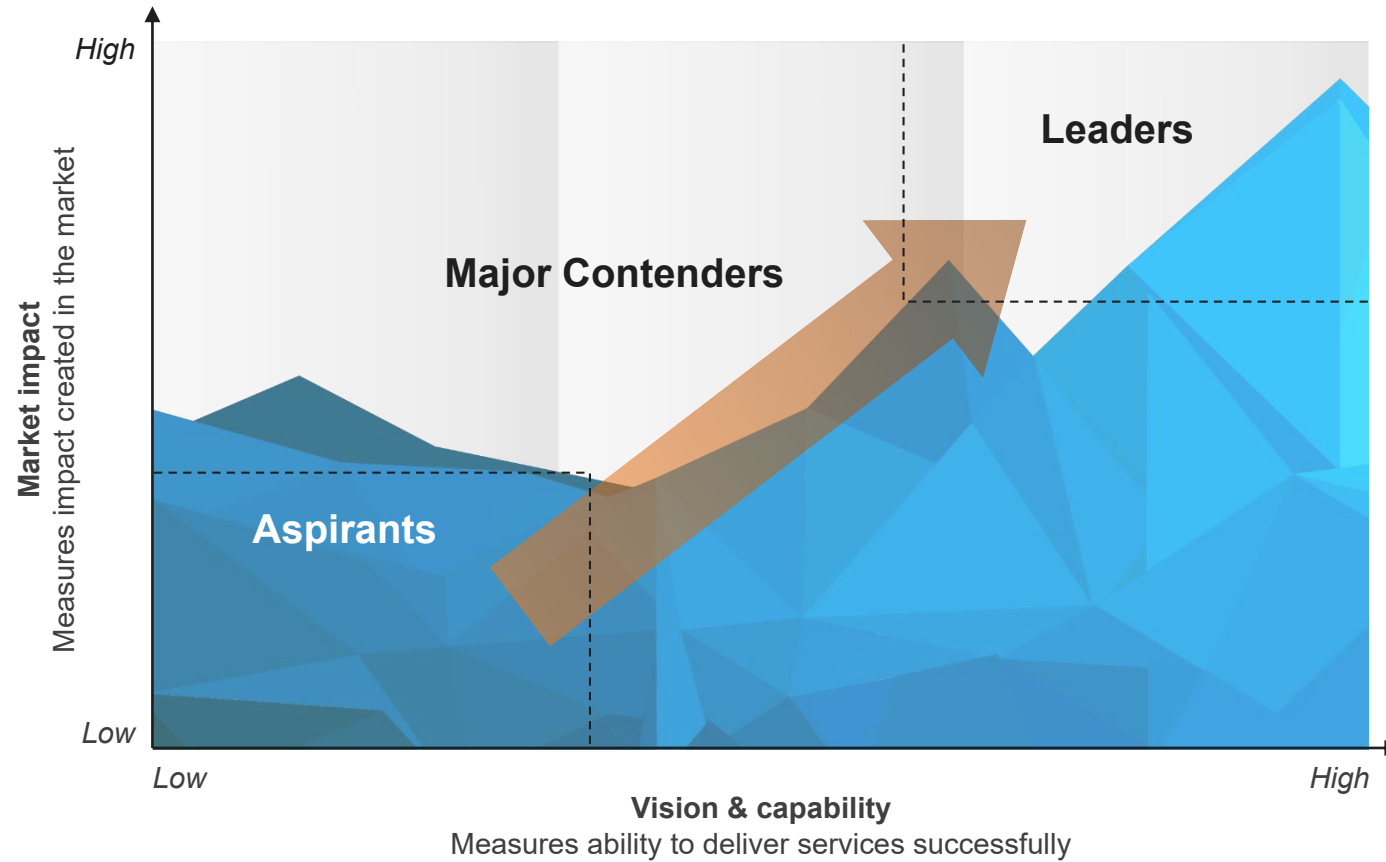 High
Leaders
Major Contenders
Market impact
Measures impact created in the market
Aspirants
Low
Low
High
Vision & capability
Measures ability to deliver services successfully